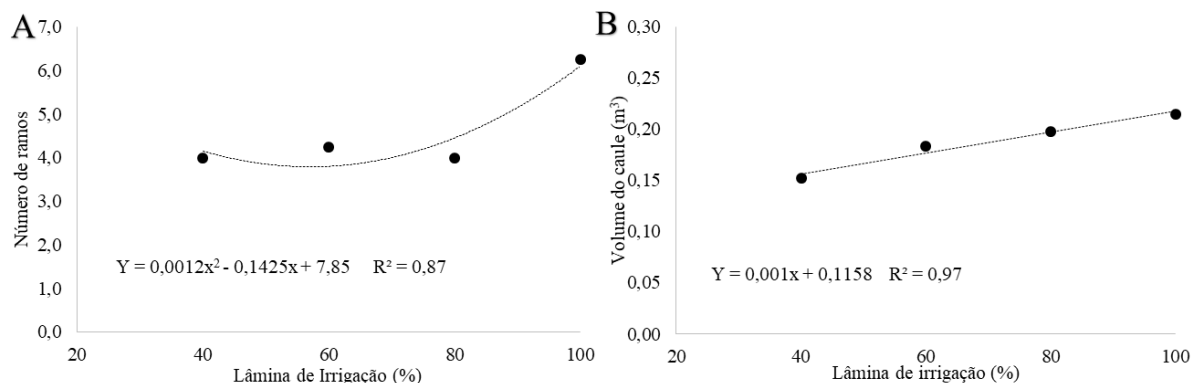 A
7,0
6,0
5,0
4,0
3,0
2,0
1,0
0,0
Número de ramos
Y = 0,0012x² - 0,1425x + 7,85 R² = 0,87
20 40 60 80 100
Lâmina de Irrigação (%)
B
0,30
0,25
0,20
0,15
0,10
0,05
0,00
Volume do caule (m³)
Y = 0,001x + 0,1158 R² = 0,97
20 40 60 80 100
Lâmina de irrigação (%)